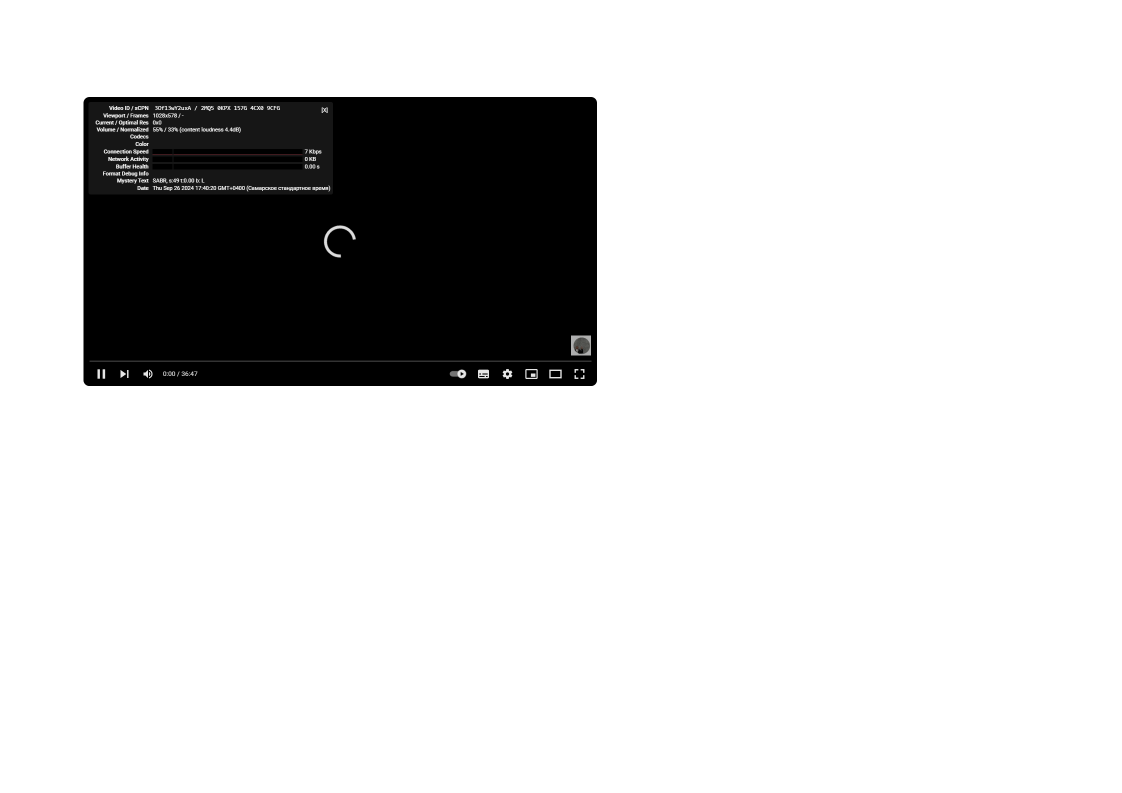 Video ID / sCPN 3Of13wY2uxA / 2MQ5 0KPX 157G 4CX0 9CFG [X]
Viewport / Frames 1028x578 / -
Current / Optimal Res 0x0
Volume / Normalized 55% / 33% (content loudness 4.4dB)
Codecs
Color
Connection Speed 7 Kbps
Network Activity 0 KB
Buffer Health 0.00 s
Format Debug Info
Mystery Text SABR, s:49 t:0.00 b: L
Date Thu Sep 26 2024 17:40:20 GMT+0400 (Самарское стандартное время)
0:00 / 36:47